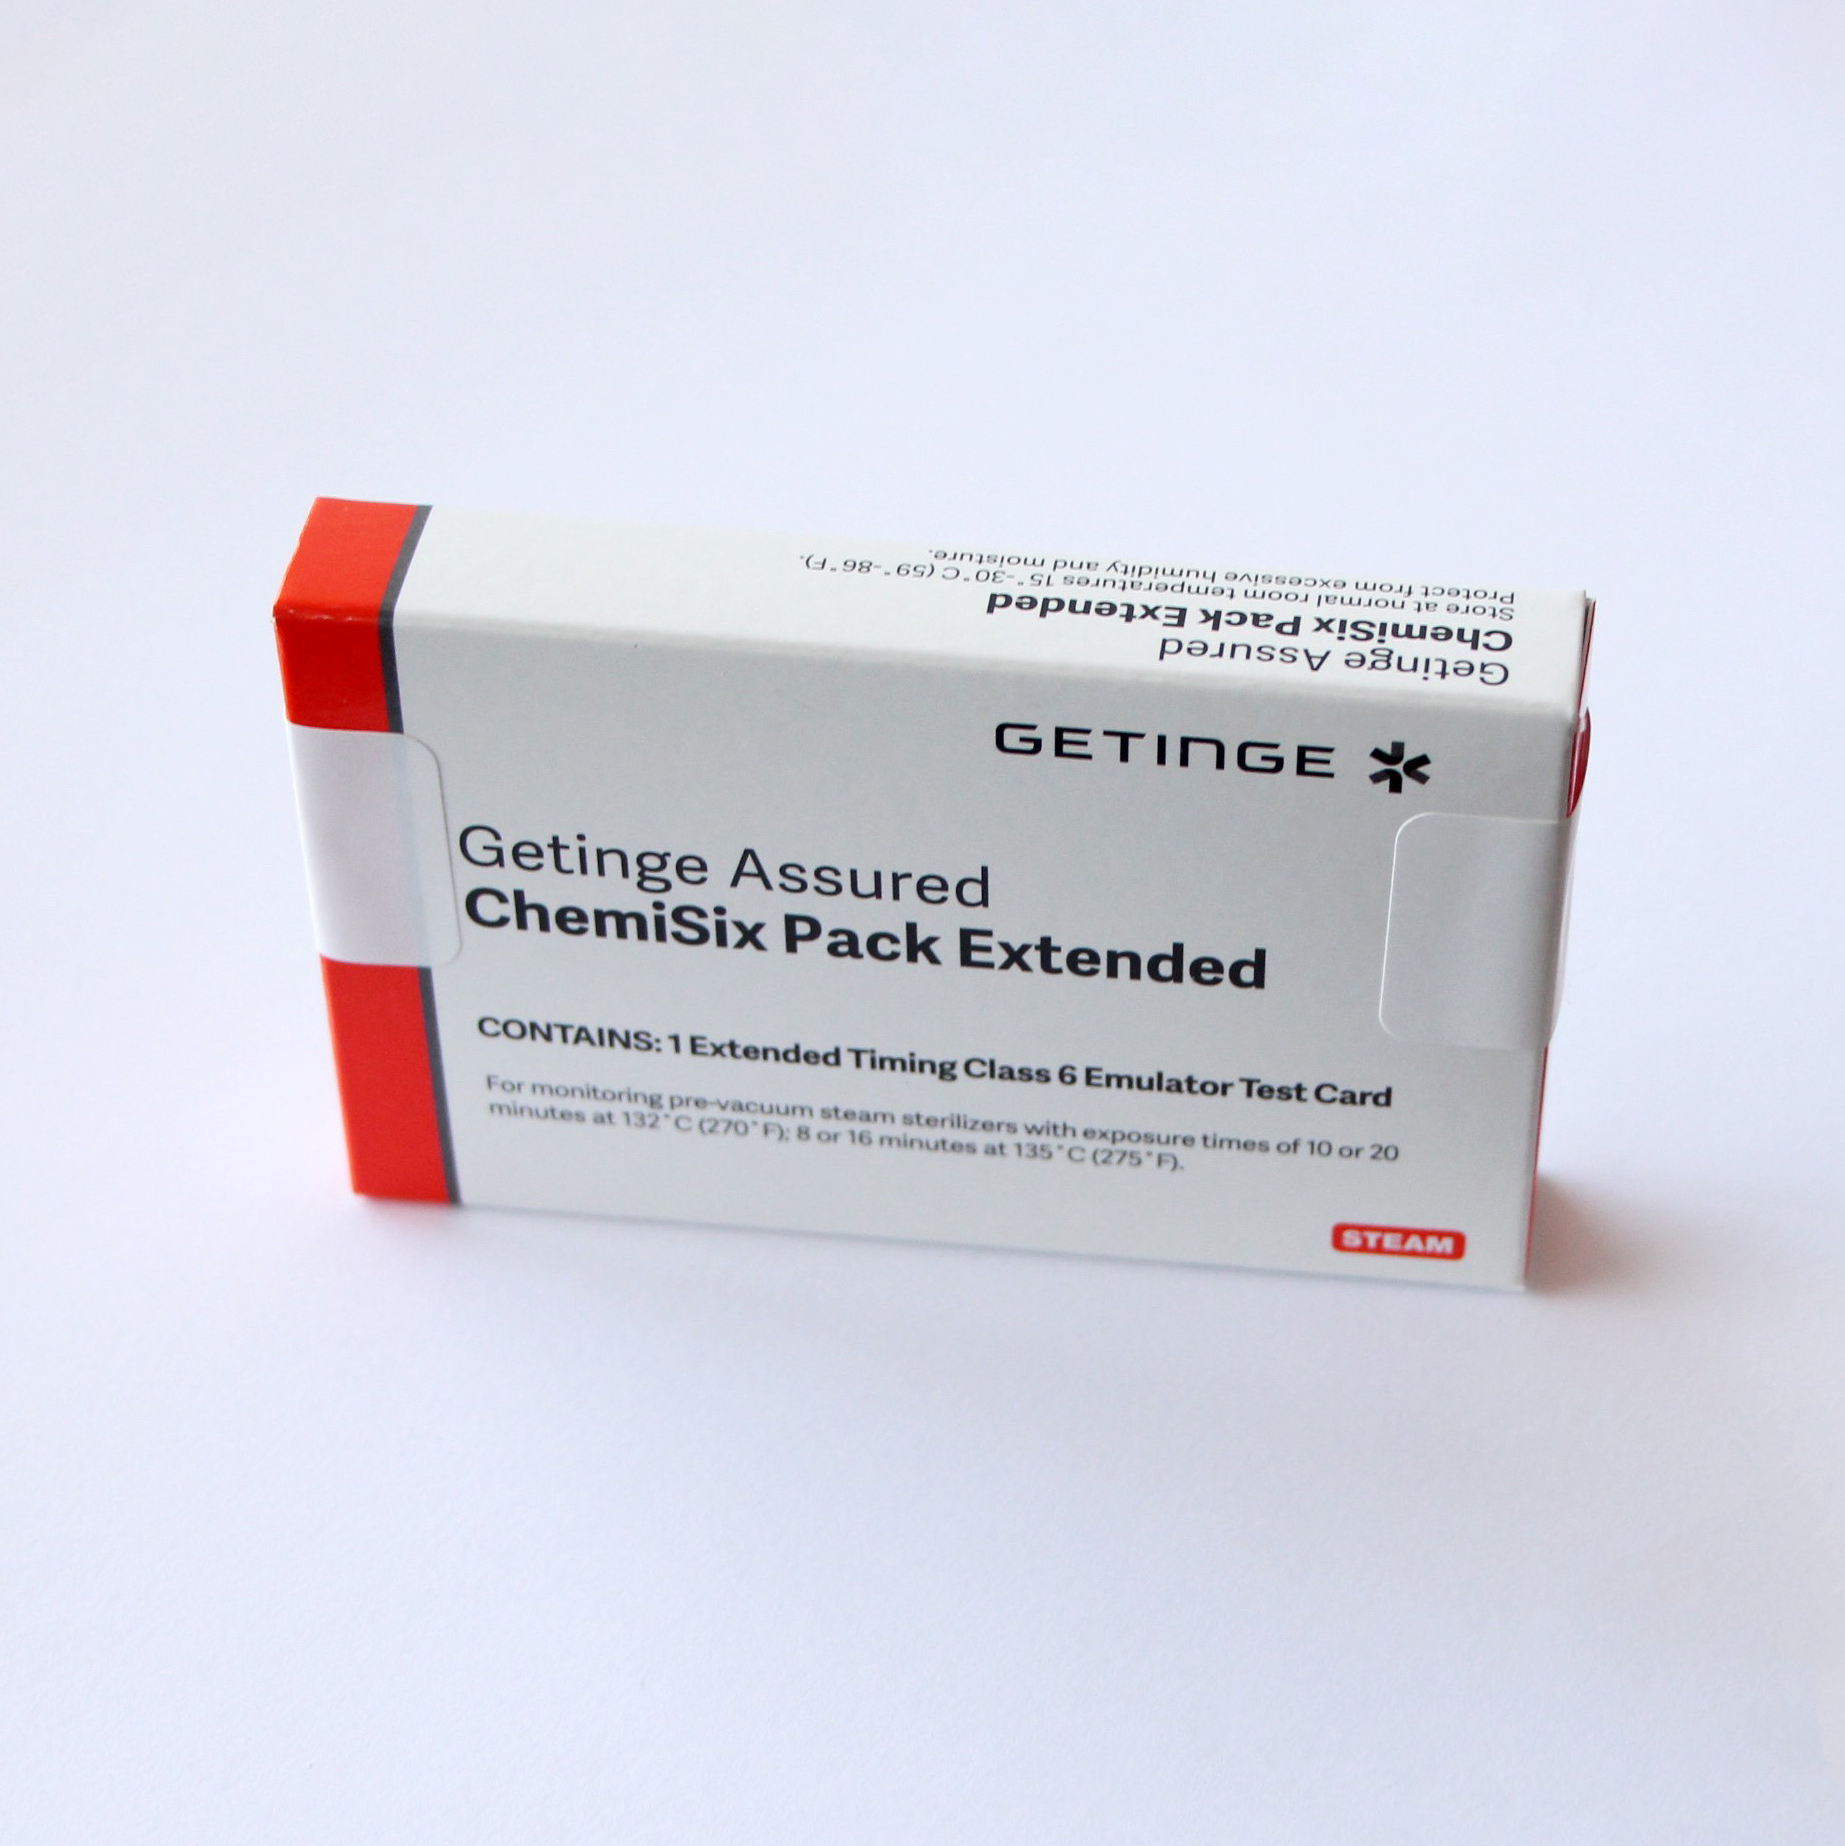 Getinge Assured
ChemiSix Pack Extended
Store at normal room temperatures 15°-30°C (59°-86°F).
Protect from excessive humidity and moisture.
GETINGE
Getinge Assured
ChemiSix Pack Extended
CONTAINS: 1 Extended Timing Class 6 Emulator Test Card
For monitoring pre-vacuum steam sterilizers with exposure times of 10 or 20
minutes at 132°C (270°F); 8 or 16 minutes at 135°C (275°F).
STEAM